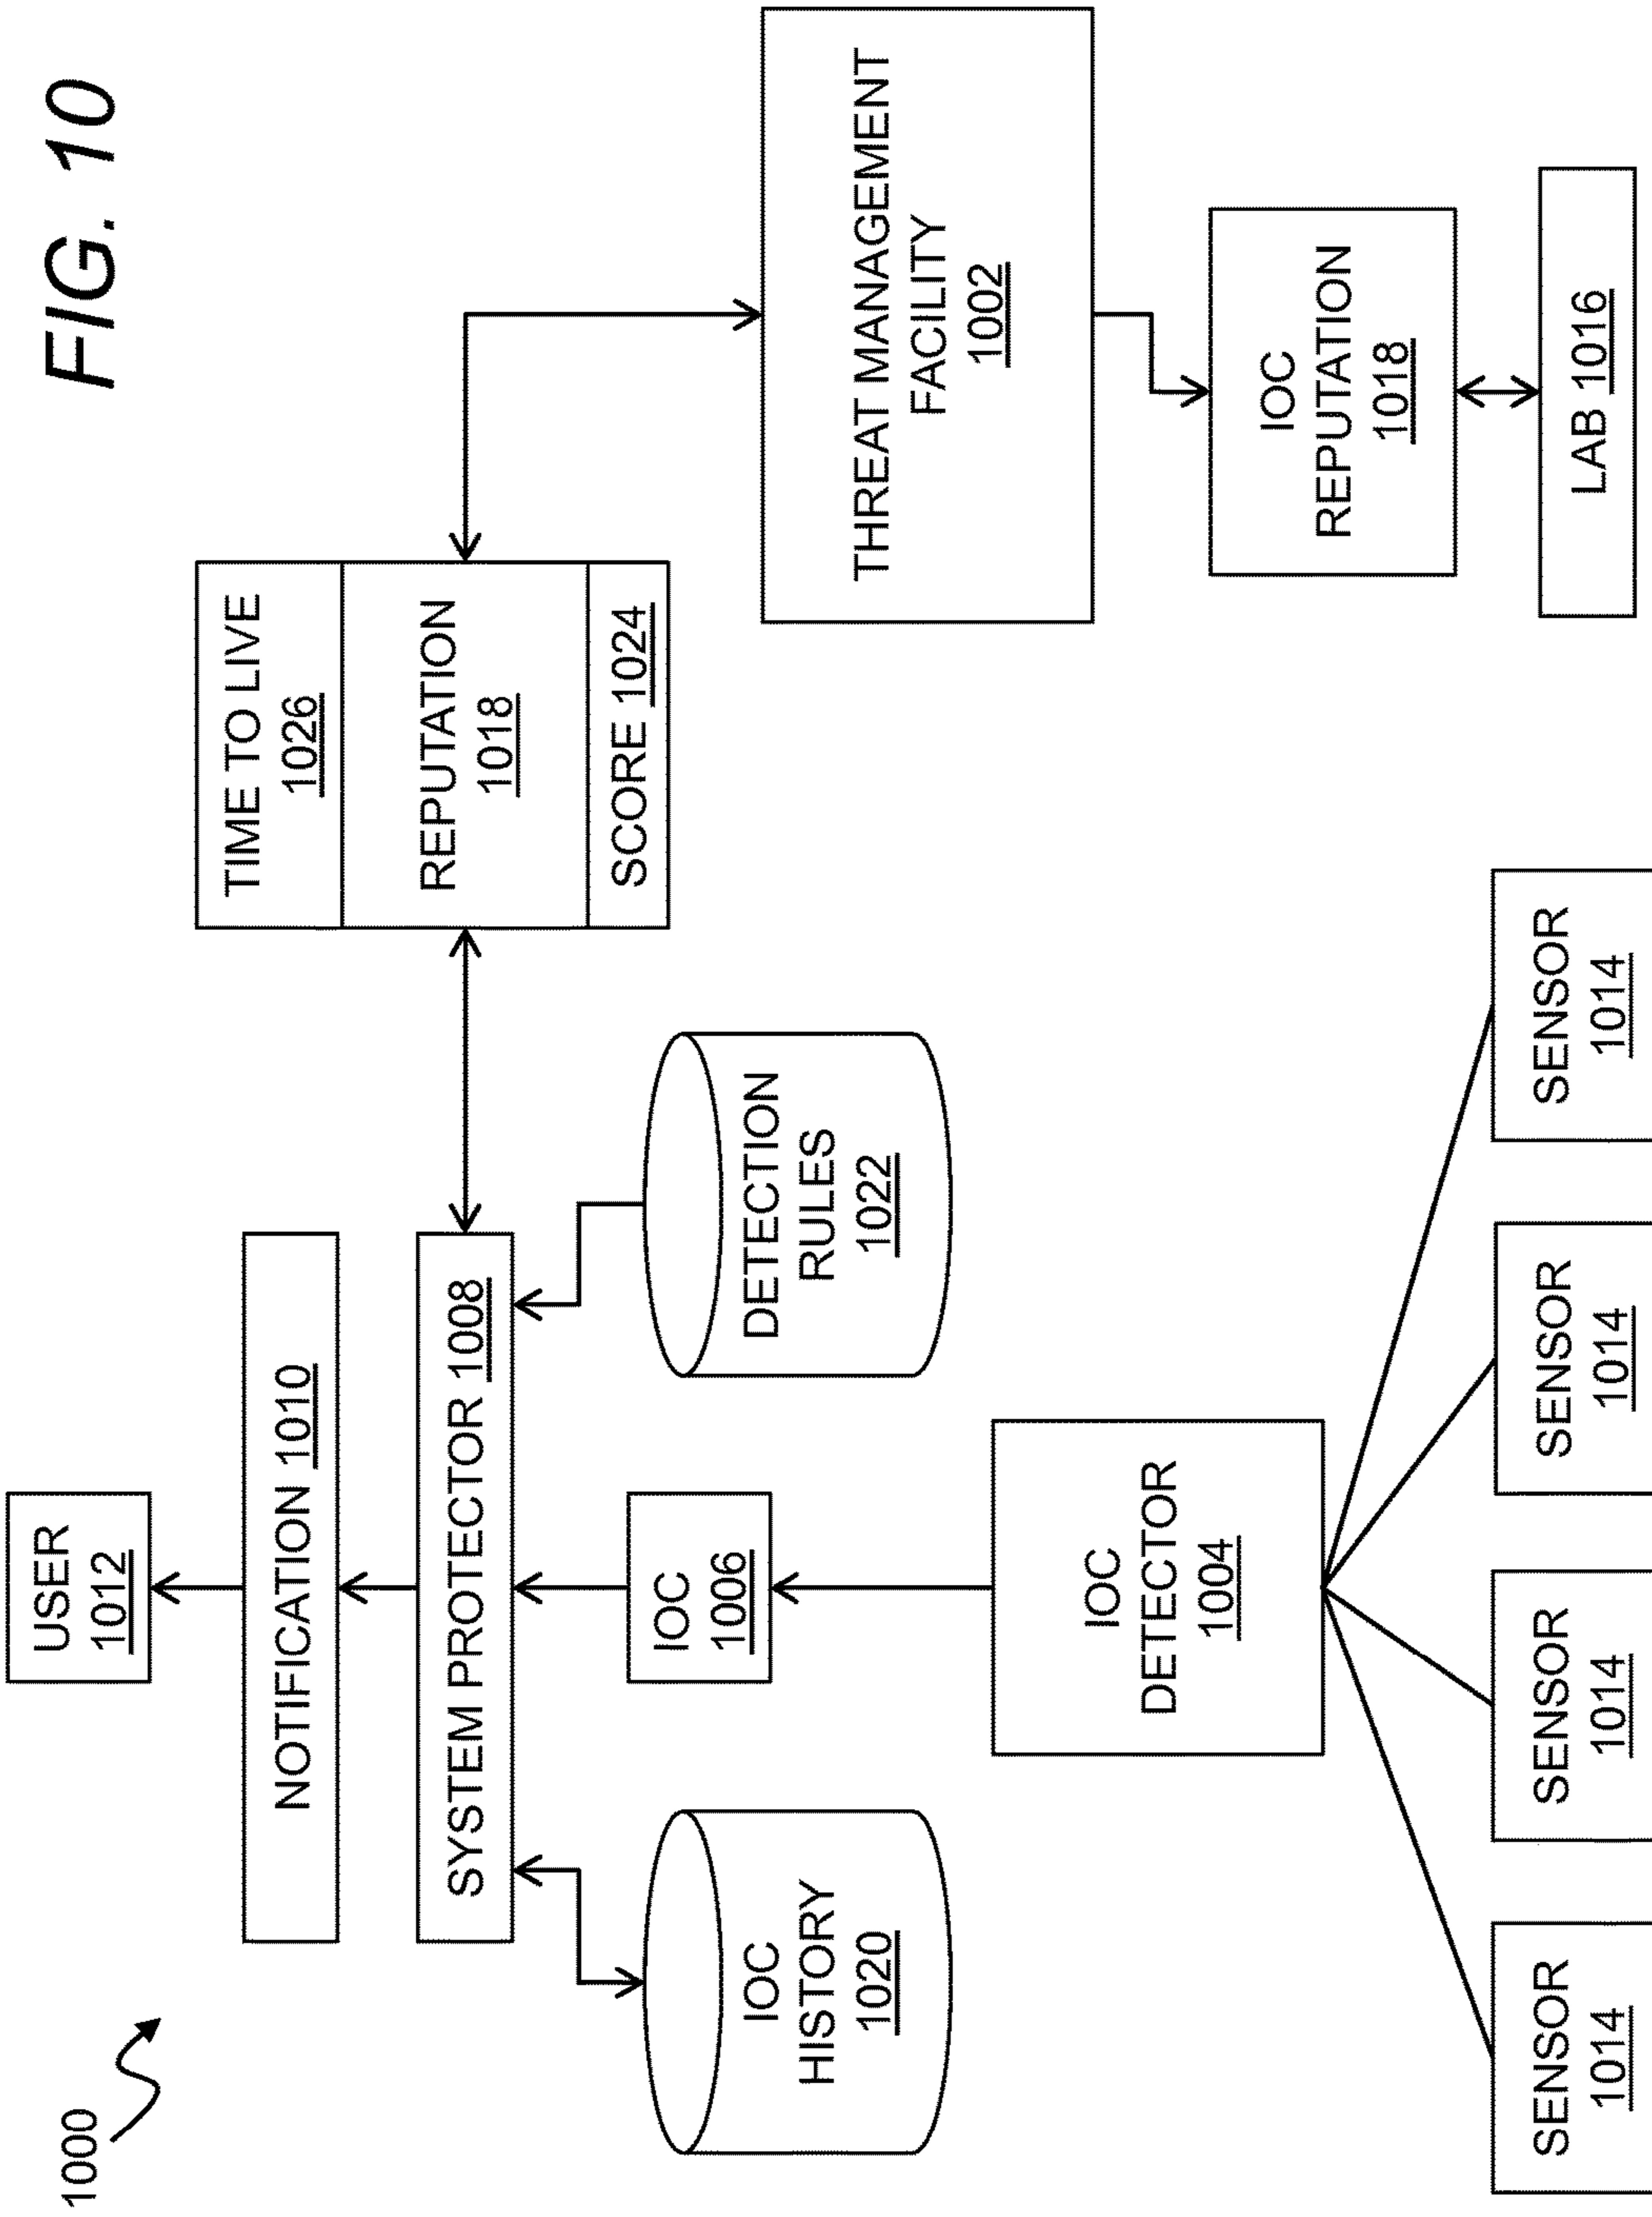 FIG. 10
1000
USER
1012
NOTIFICATION 1010
SYSTEM PROTECTOR 1008
TIME TO LIVE
1026
REPUTATION
1018
SCORE 1024
IOC
1006
IOC
HISTORY
1020
DETECTION
RULES
1022
THREAT MANAGEMENT
FACILITY
1002
IOC
DETECTOR
1004
IOC
REPUTATION
1018
LAB 1016
SENSOR
1014
SENSOR
1014
SENSOR
1014
SENSOR
1014